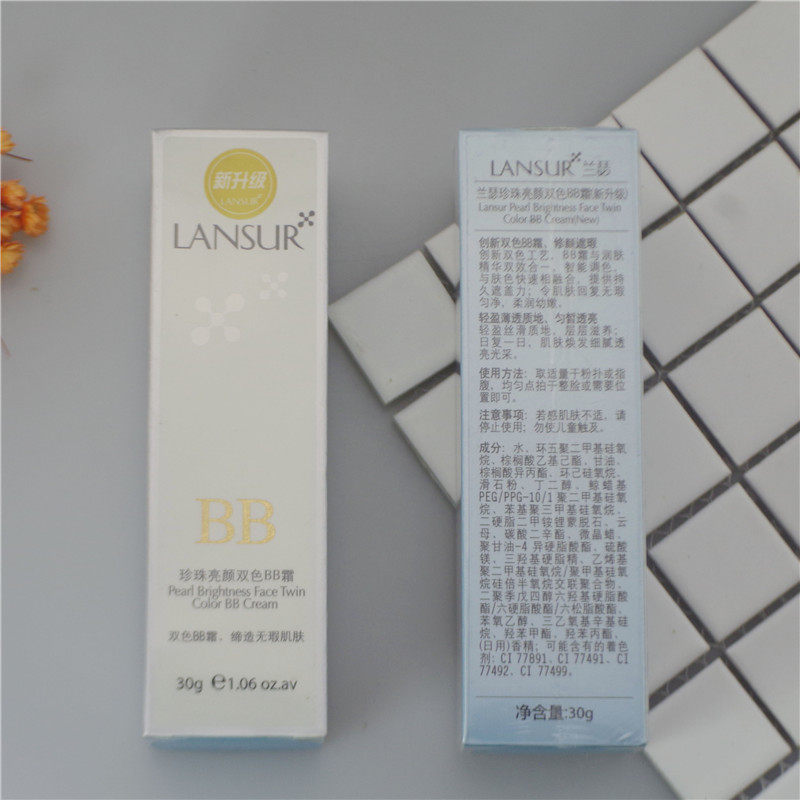 新升级
LANSUR
LANSUR
BB
珍珠亮颜双色BB霜
Pearl Brightness Face Twin
Color BB Cream
双色BB霜，缔造无瑕肌肤
30g ℮1.06 oz.av
LANSUR 兰瑟
兰瑟珍珠亮颜双色BB霜(新升级)
Lansur Pearl Brightness Face Twin
Color BB Cream(New)
创新双色BB霜、修颜遮瑕
创新双色工艺，BB霜与润肤
精华双效合一，智能调色，
与肤色快速相融合，提供持
久遮盖力；令肌肤回复无瑕
匀净，柔润幼嫩。
轻盈薄透质地、匀皙透亮
轻盈丝滑质地，层层滋养；
日复一日，肌肤焕发细腻透
亮光采。
使用方法：取适量于粉扑或指
腹，均匀点拍于整脸或需要位
置即可。
注意事项：若感肌肤不适，请
停止使用；勿使儿童触及。
成分：水、环五聚二甲基硅氧
烷、棕榈酸乙基己酯、甘油、
棕榈酸异丙酯、环己硅氧烷、
滑石粉、丁二醇、鲸蜡基
PEG/PPG-10/1 聚二甲基硅氧
烷、苯基聚三甲基硅氧烷、
二硬脂二甲铵锂蒙脱石、云
母、碳酸二辛酯、微晶蜡、
聚甘油-4 异硬脂酸酯、硫酸
镁、三羟基硬脂精、乙烯基
聚二甲基硅氧烷/聚甲基硅氧
烷硅倍半氧烷交联聚合物、
二聚季戊四醇六羟基硬脂酸
酯/六硬脂酸酯/六松脂酸酯、
苯氧乙醇、三乙氧基辛基硅
烷、羟苯甲酯、羟苯丙酯、
(日用)香精；可能含有的着色
剂：CI 77891、CI 77491、CI
77492、CI 77499。
净含量:30g